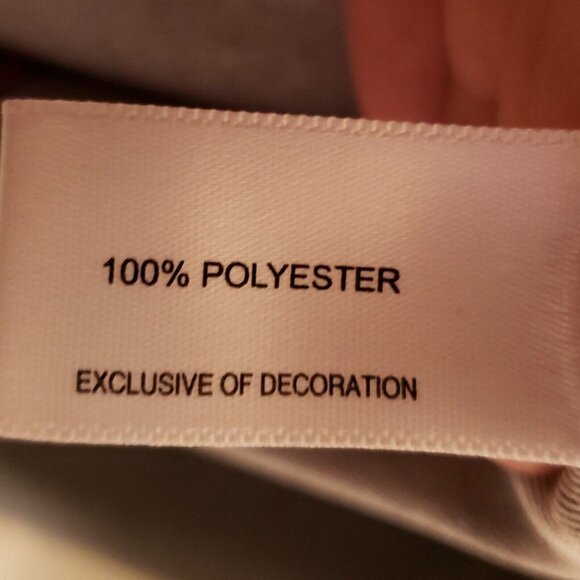 100% POLYESTER
EXCLUSIVE OF DECORATION